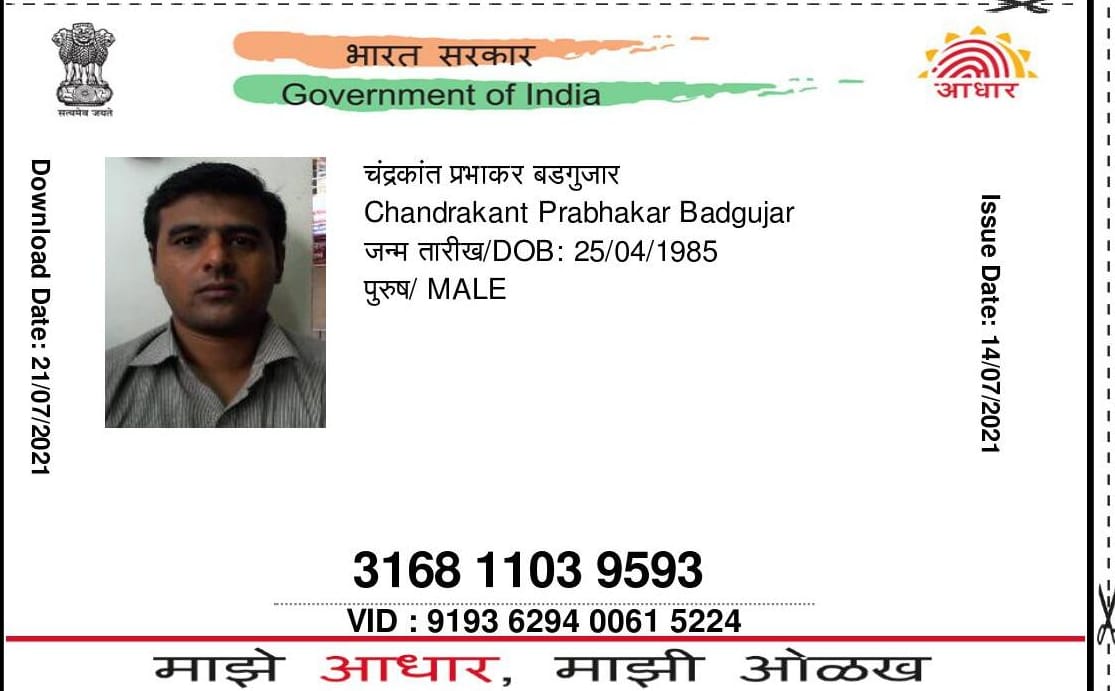 भारत सरकार
Government of India
सत्यमेव जयते
आधार
Download Date: 21/07/2021
चंद्रकांत प्रभाकर बडगुजार
Chandrakant Prabhakar Badgujar
जन्म तारीख/DOB: 25/04/1985
पुरुष/ MALE
Issue Date: 14/07/2021
3168 1103 9593
VID : 9193 6294 0061 5224
माझे आधार, माझी ओळख